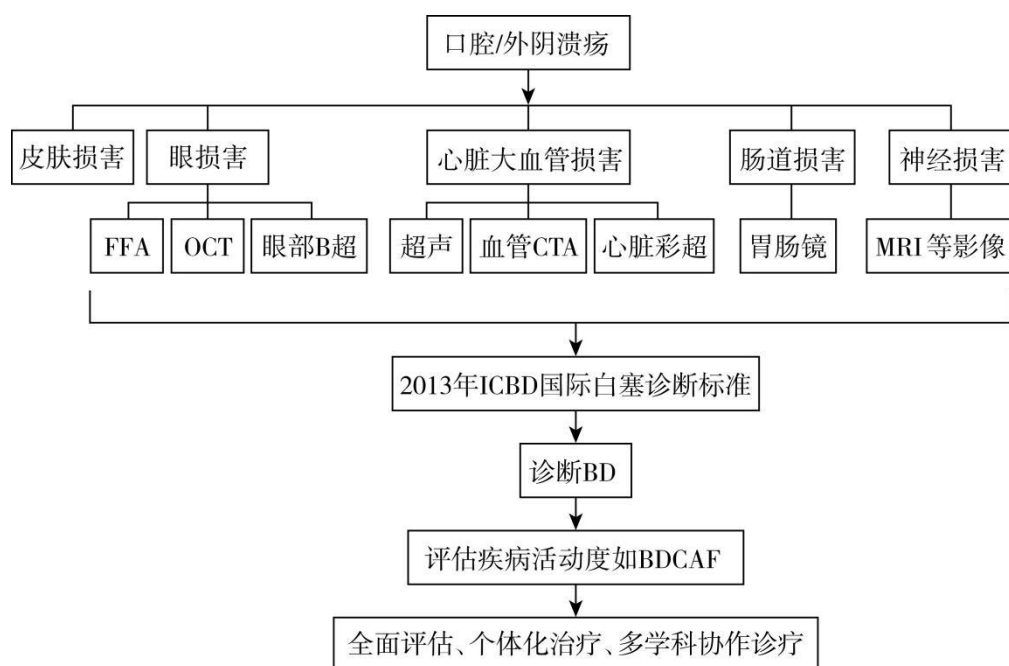 口腔/外阴溃疡
皮肤损害
眼损害
心脏大血管损害
肠道损害
神经损害
FFA
OCT
眼部B超
超声
血管CTA
心脏彩超
胃肠镜
MRI等影像
2013年ICBD国际白塞诊断标准
诊断BD
评估疾病活动度如BDCAF
全面评估、个体化治疗、多学科协作诊疗